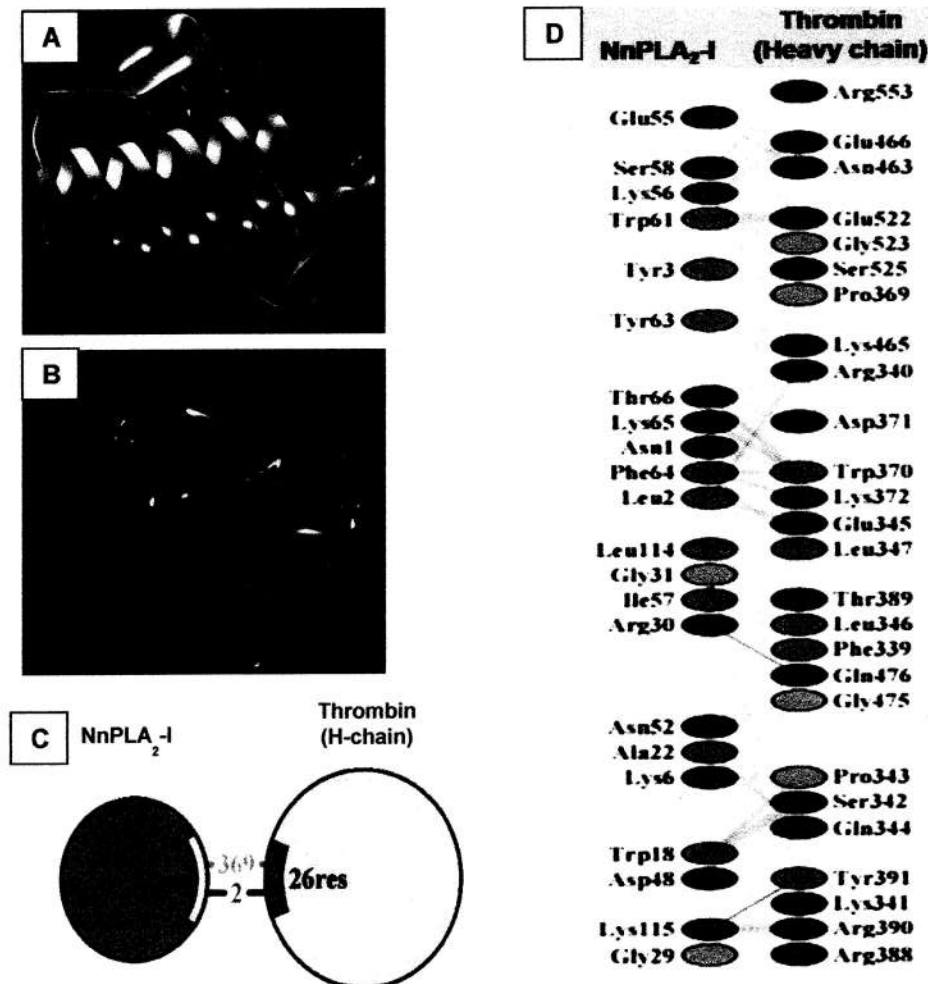 A
B
C
NnPLA2-I
Thrombin
(H-chain)
369
2
26res
D
NnPLA2-I
Thrombin
(Heavy chain)
Arg553
Glu55
Glu466
Ser58
Asn463
Lys56
Trp61
Glu522
Gly523
Tyr3
Ser525
Pro369
Tyr63
Lys465
Arg340
Thr66
Lys65
Asp371
Asn1
Phe64
Trp370
Leu2
Lys372
Glu345
Leu114
Leu347
Gly31
Ile57
Thr389
Arg30
Leu346
Phe339
Gln476
Gly475
Asn52
Ala22
Lys6
Pro343
Ser342
Gln344
Trp18
Asp48
Tyr391
Lys341
Lys115
Arg390
Gly29
Arg388